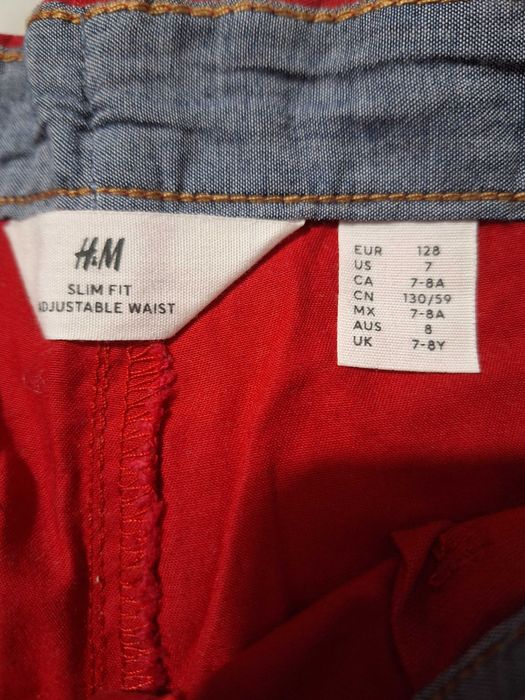 H&M
SLIM FIT
ADJUSTABLE WAIST
EUR 128
US 7
CA 7-8A
CN 130/59
MX 7-8A
AUS 8
UK 7-8Y